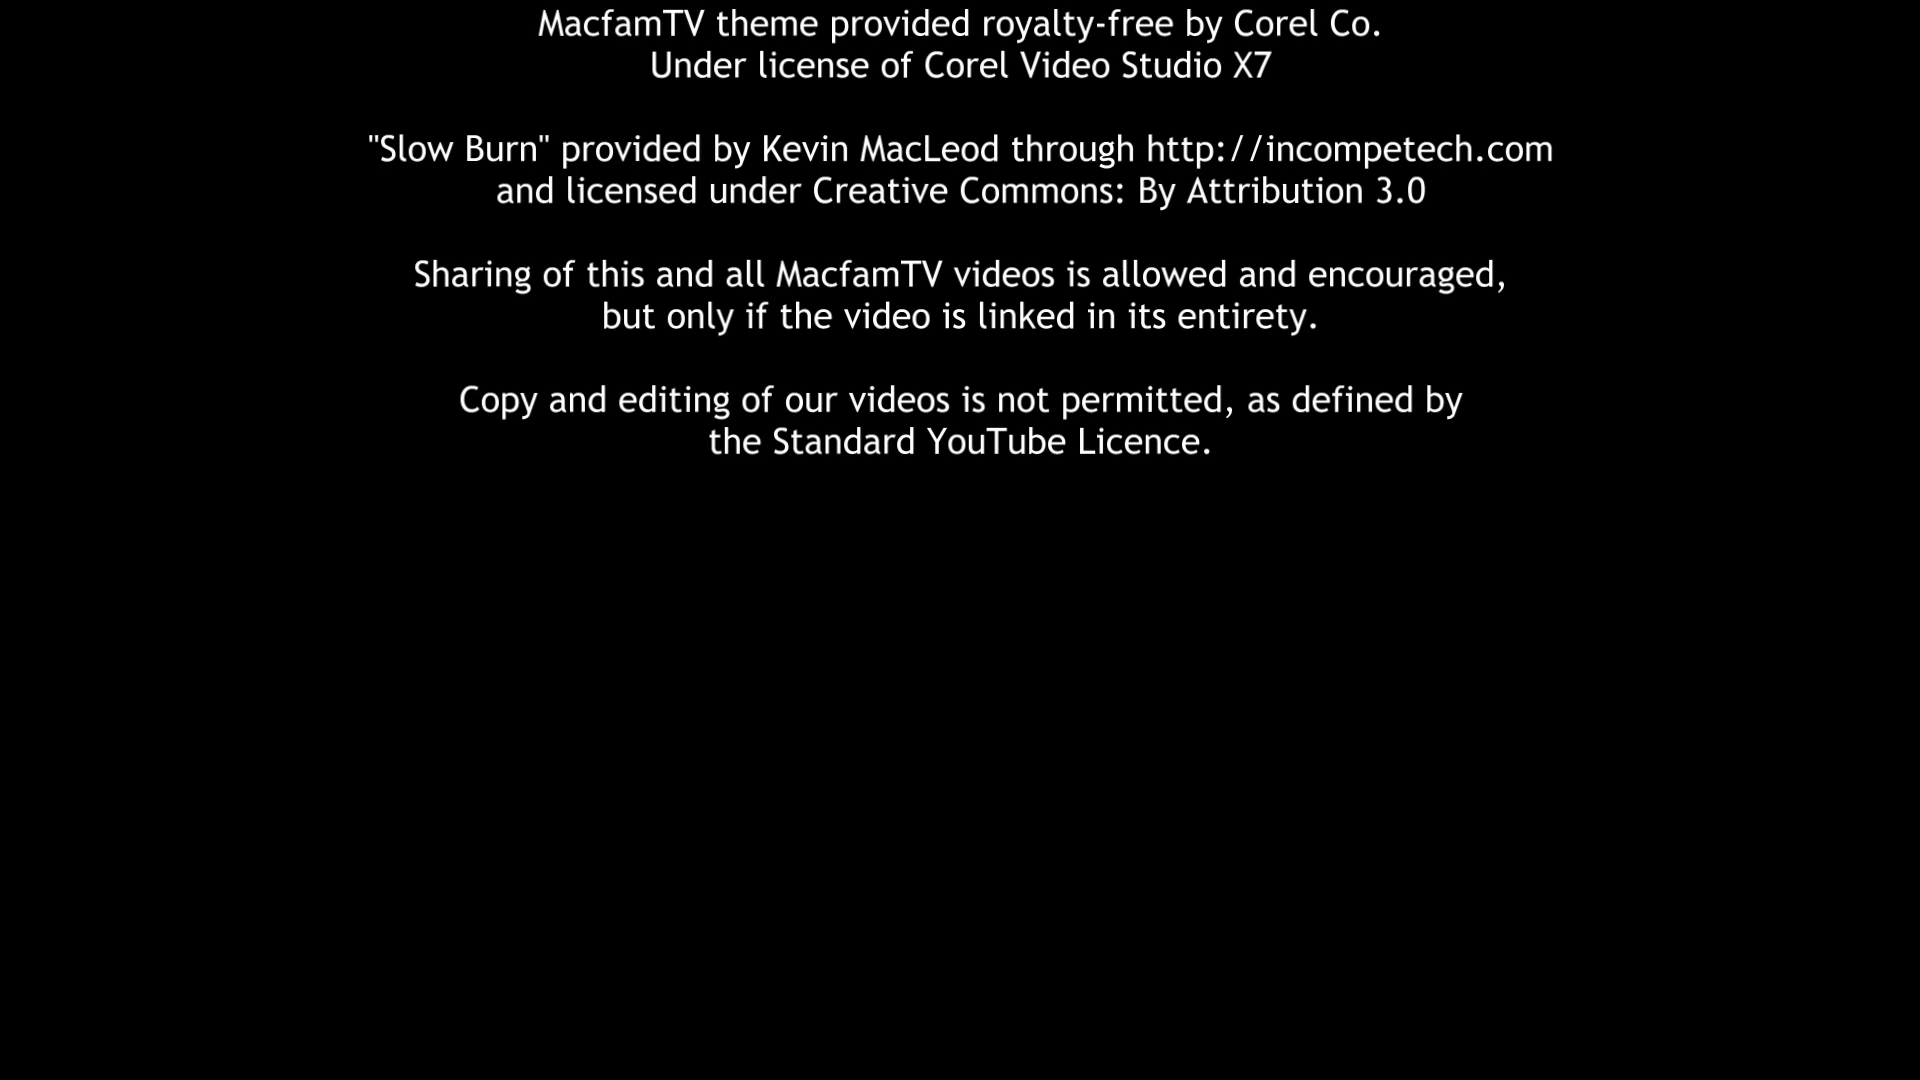 MacfamTV theme provided royalty-free by Corel Co.
Under license of Corel Video Studio X7
"Slow Burn" provided by Kevin MacLeod through http://incompetech.com
and licensed under Creative Commons: By Attribution 3.0
Sharing of this and all MacfamTV videos is allowed and encouraged,
but only if the video is linked in its entirety.
Copy and editing of our videos is not permitted, as defined by
the Standard YouTube Licence.